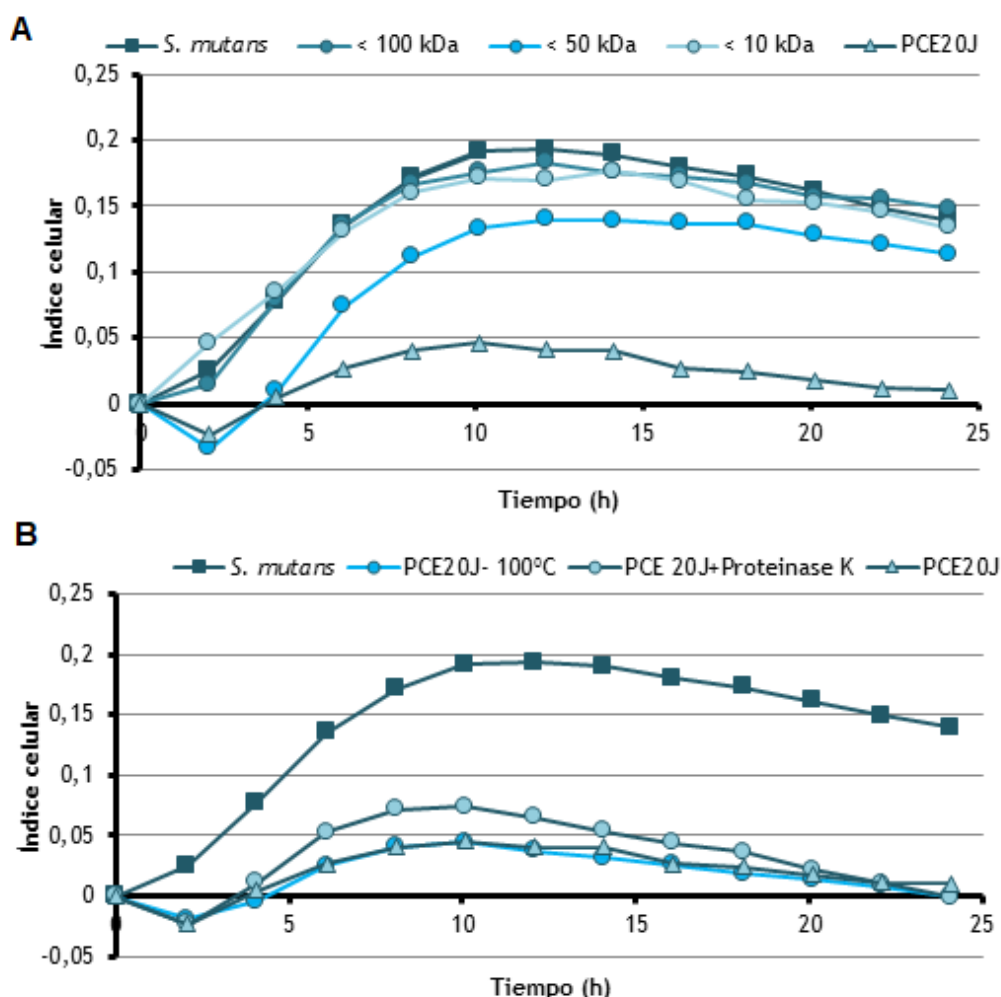 A
S. mutans < 100 kDa < 50 kDa < 10 kDa PCE20J
0,25
0,2
0,15
0,1
0,05
0
-0,05
Índice celular
0 5 10 15 20 25
Tiempo (h)
B
S. mutans PCE20J- 100ºC PCE 20J+Proteinase K PCE20J
0,25
0,2
0,15
0,1
0,05
0
-0,05
Índice celular
0 5 10 15 20 25
Tiempo (h)